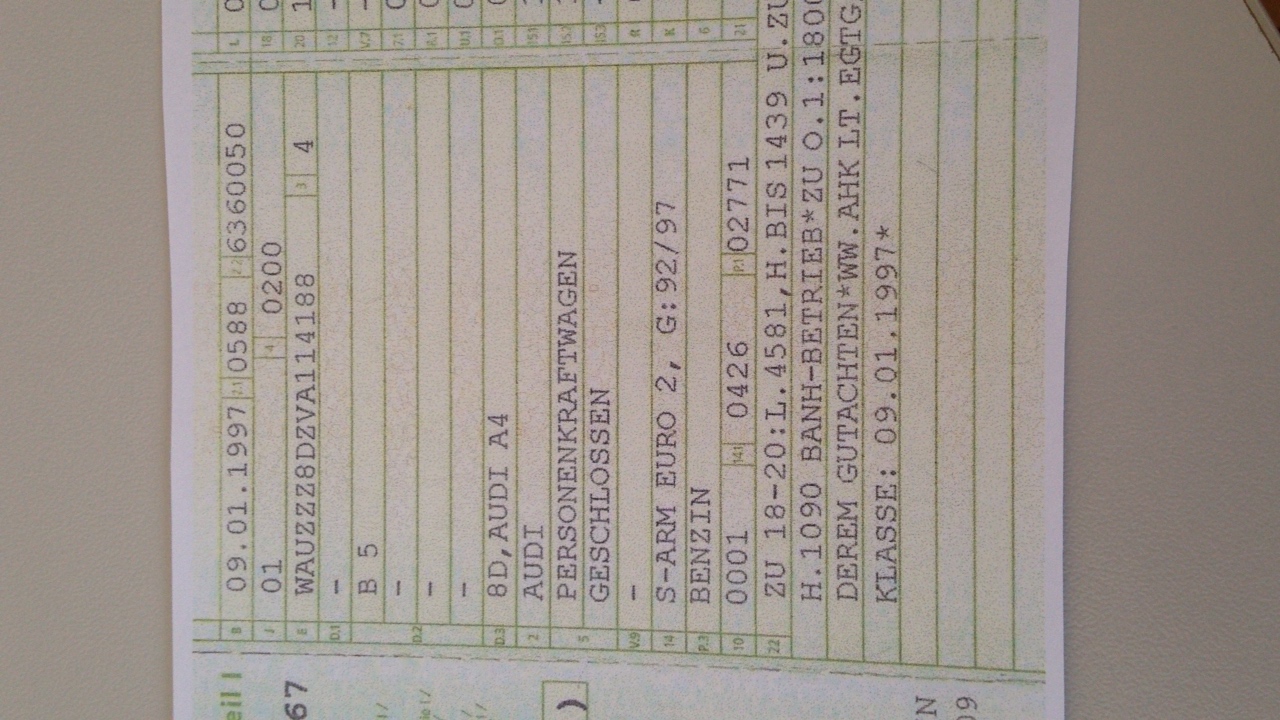 eil I
B 09.01.1997 2.1 0588 2.2 6360050 L
J 01 4 0200 18
67
E WAUZZZ8DZVA114188 3 4 20 1
D.1 – 12 –
B 5 V.7 –
– 7.1
D.2 – 8.1
– U.1
D.3 8D,AUDI A4 O.1
2 AUDI 15.1
5 PERSONENKRAFTWAGEN 15.2
)
GESCHLOSSEN 15.3
V.9 – R
14 S-ARM EURO 2, G:92/97 K
P.3 BENZIN 6
10 0001 14.1 0426 P.1 02771 21
22 ZU 18-20:L.4581,H.BIS 1439 U.ZU
H.1090 BANH-BETRIEB*ZU O.1:1800
DEREM GUTACHTEN*WW.AHK LT.EGTG
KLASSE: 09.01.1997*
N
09